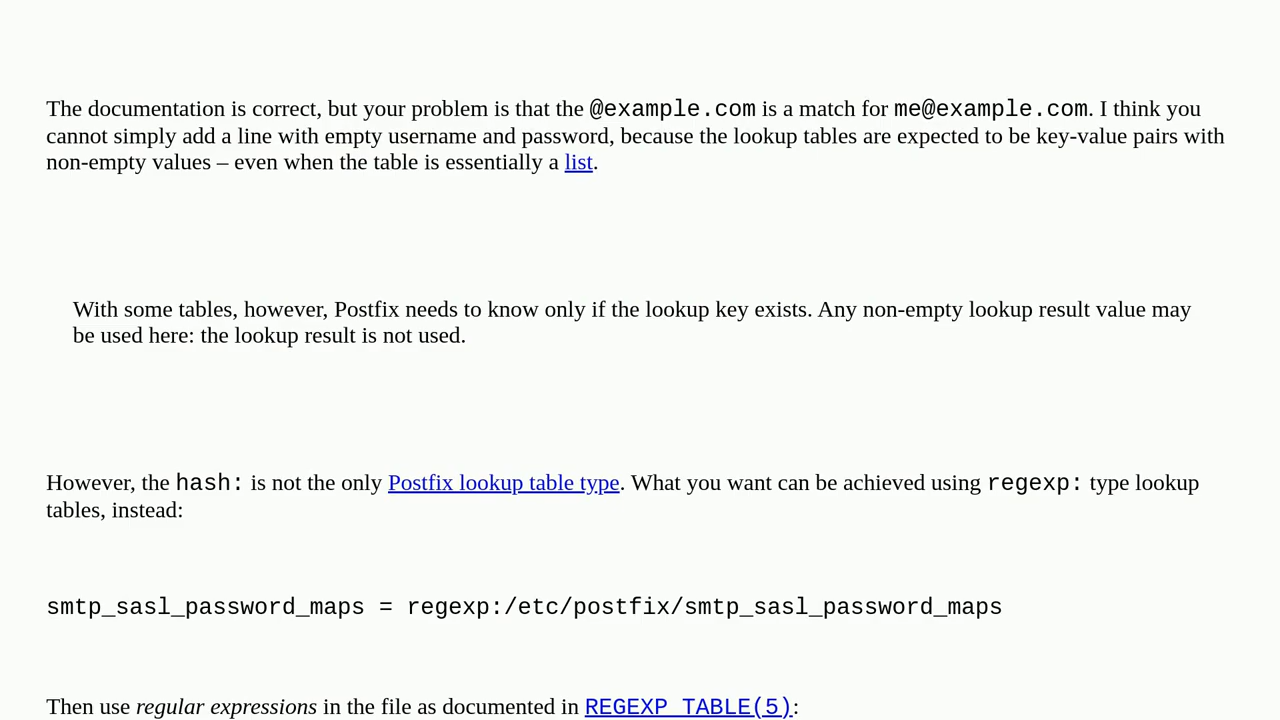 The documentation is correct, but your problem is that the @example.com is a match for me@example.com. I think you
cannot simply add a line with empty username and password, because the lookup tables are expected to be key-value pairs with
non-empty values – even when the table is essentially a list.
With some tables, however, Postfix needs to know only if the lookup key exists. Any non-empty lookup result value may
be used here: the lookup result is not used.
However, the hash: is not the only Postfix lookup table type. What you want can be achieved using regexp: type lookup
tables, instead:
smtp_sasl_password_maps = regexp:/etc/postfix/smtp_sasl_password_maps
Then use regular expressions in the file as documented in REGEXP_TABLE(5):